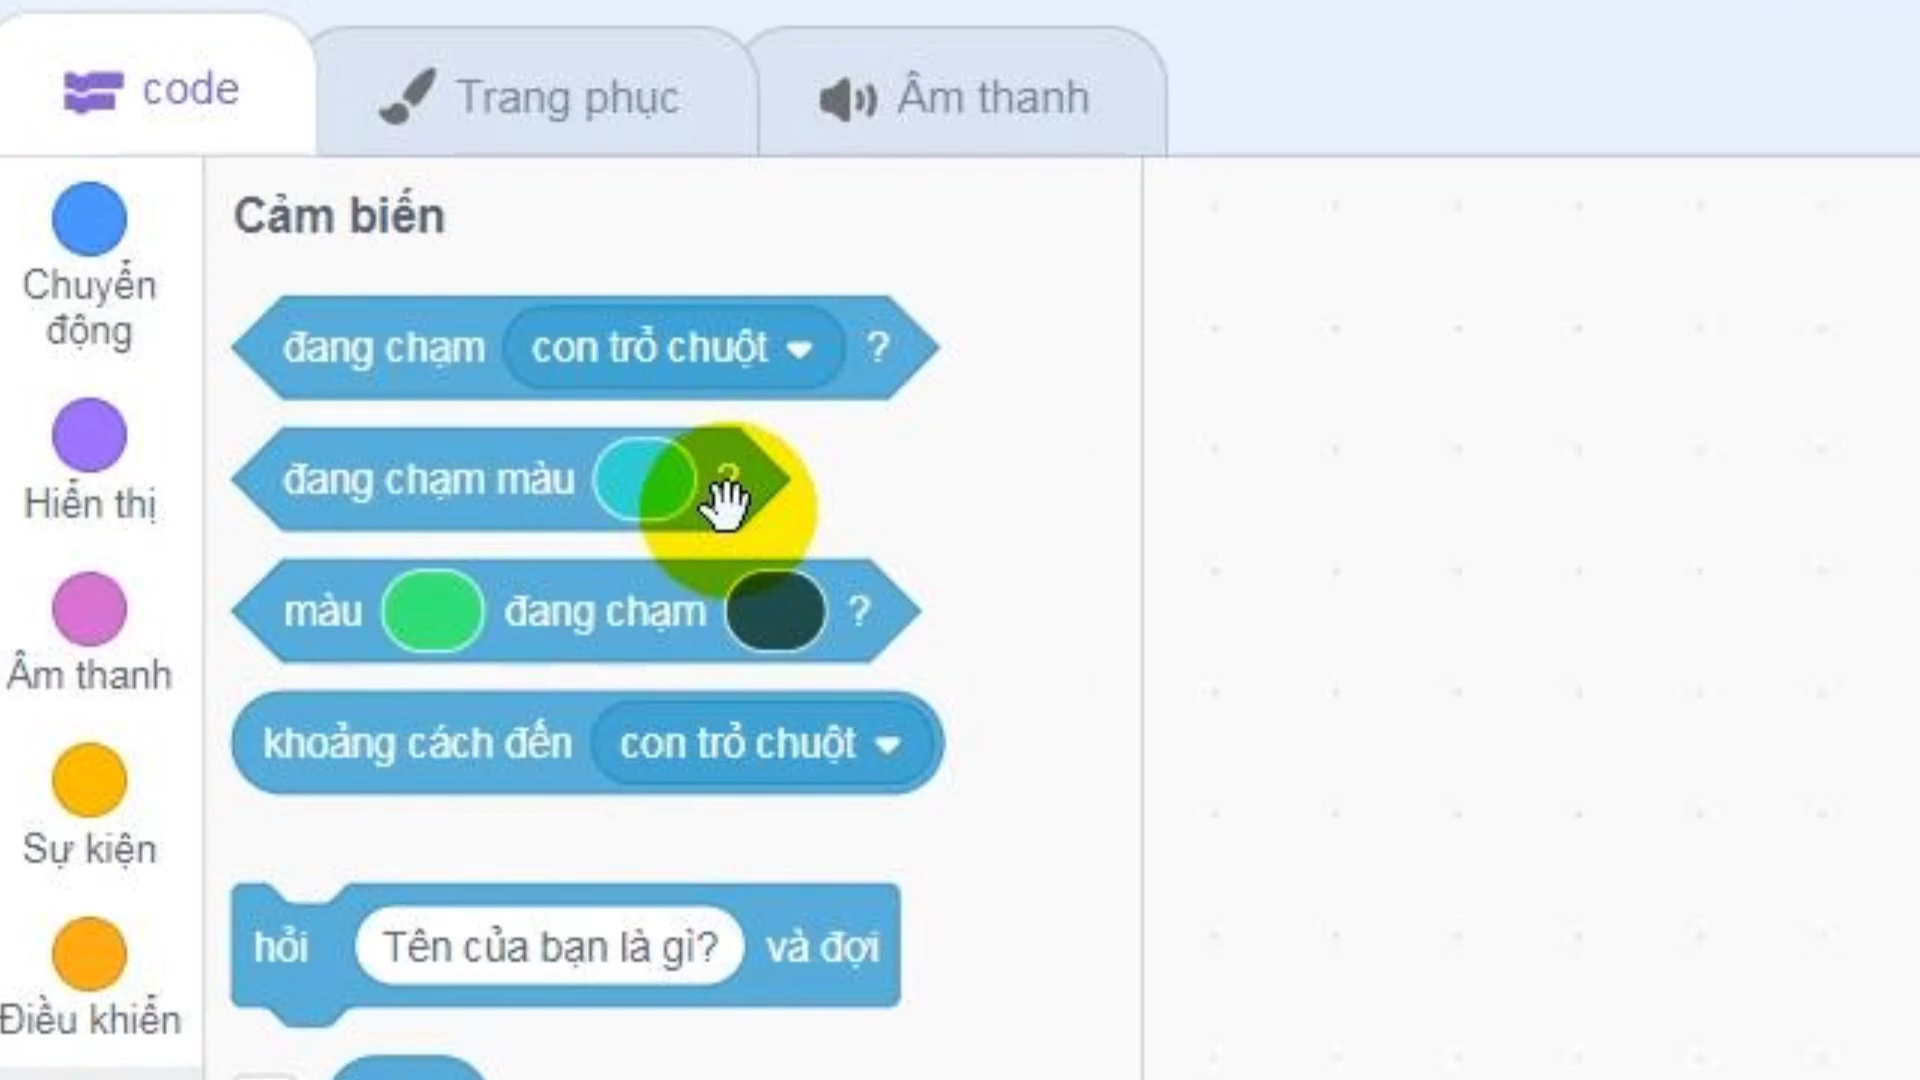 code
Trang phục
Âm thanh
Chuyển
động
Hiển thị
Âm thanh
Sự kiện
Điều khiển
Cảm biến
đang chạm con trỏ chuột ?
đang chạm màu ?
màu đang chạm ?
khoảng cách đến con trỏ chuột
hỏi Tên của bạn là gì? và đợi